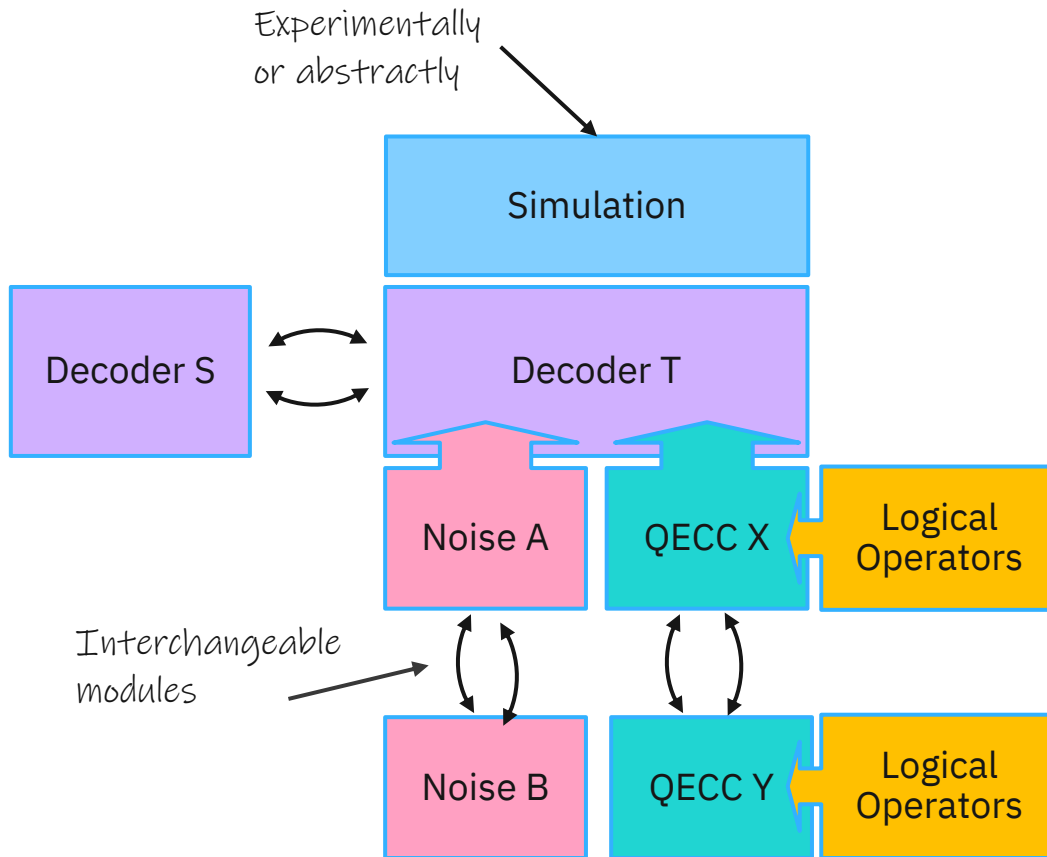 Experimentally
or abstractly
Simulation
Decoder S
Decoder T
Noise A
QECC X
Logical
Operators
Interchangeable
modules
Noise B
QECC Y
Logical
Operators